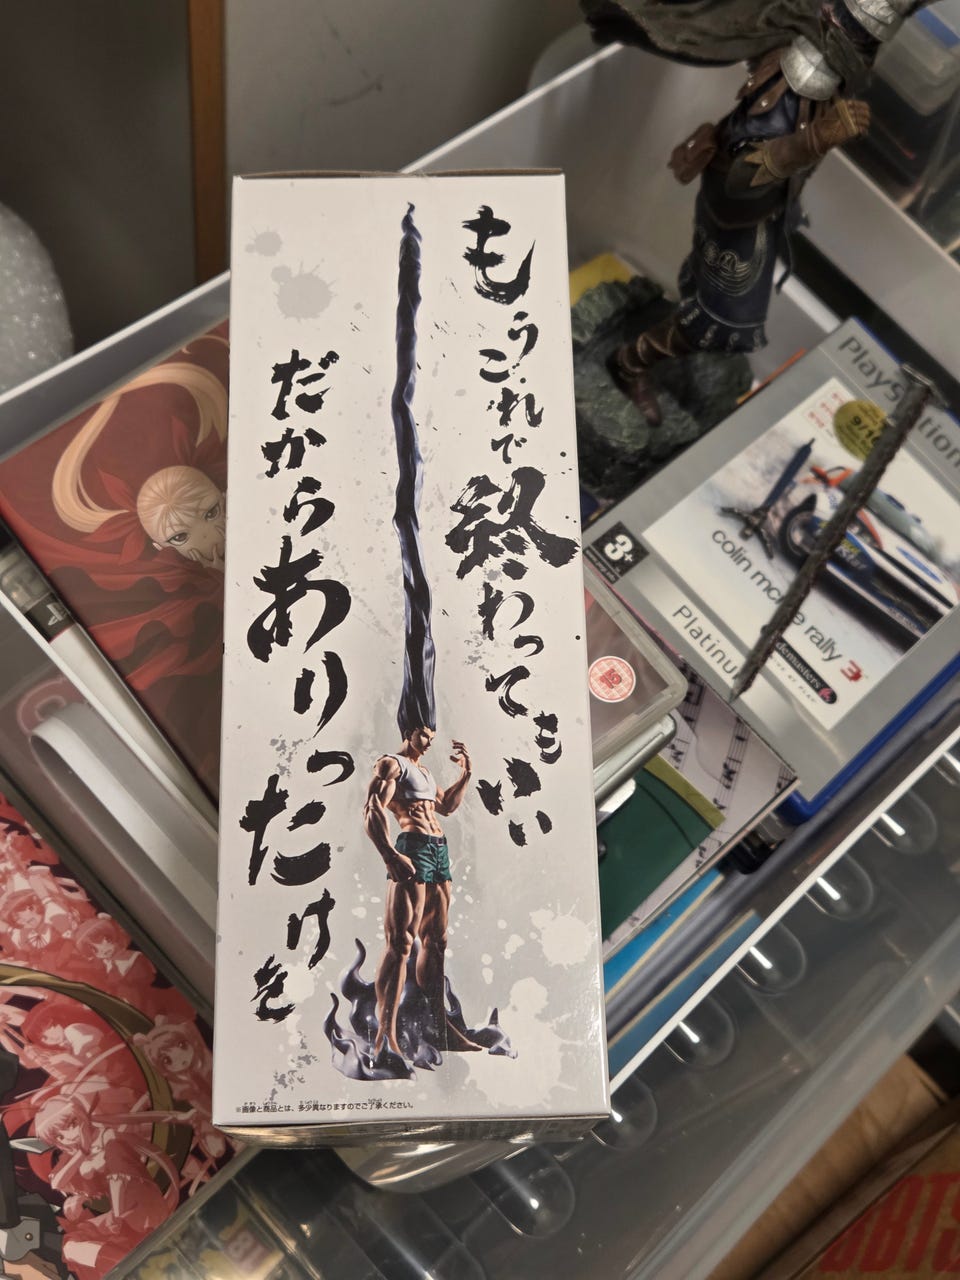 もうこれで
終わってもいい
だから
ありったけを
※画像と商品とは、多少異なりますのでご了承ください。
PlayStation
3+
colin mcrae rally 3
codemasters
Platinum